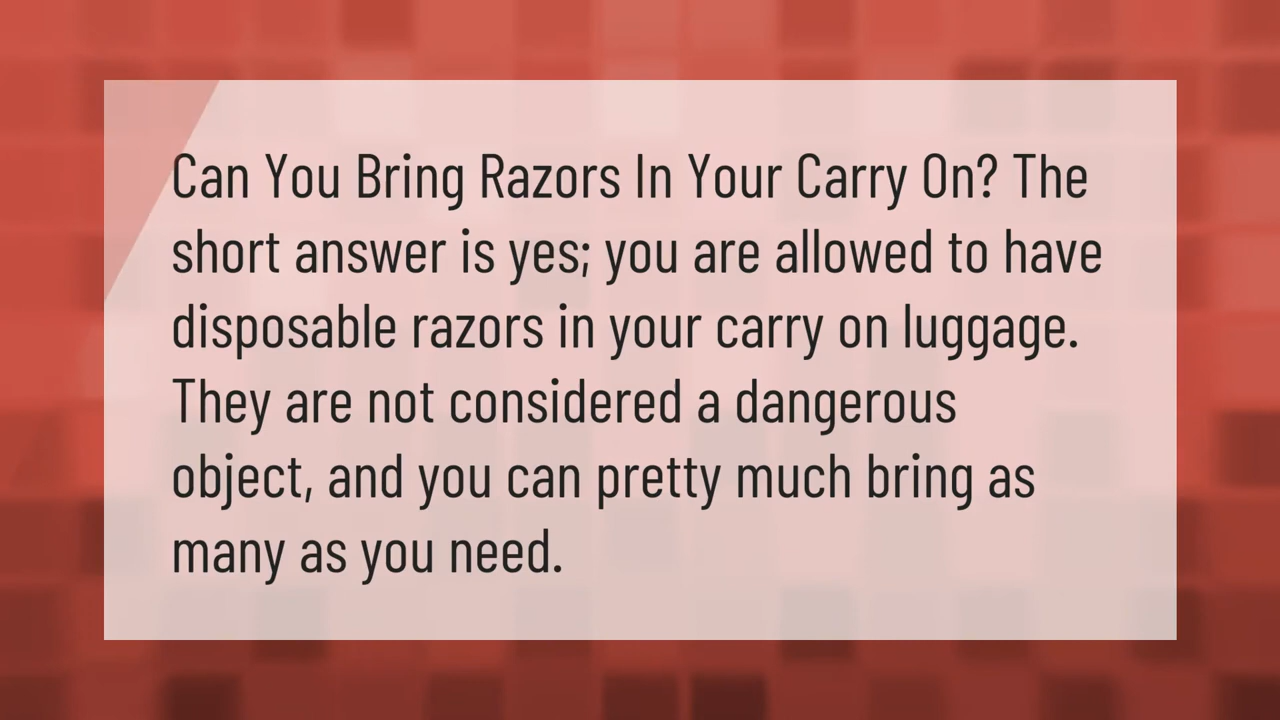 Can You Bring Razors In Your Carry On? The
short answer is yes; you are allowed to have
disposable razors in your carry on luggage.
They are not considered a dangerous
object, and you can pretty much bring as
many as you need.